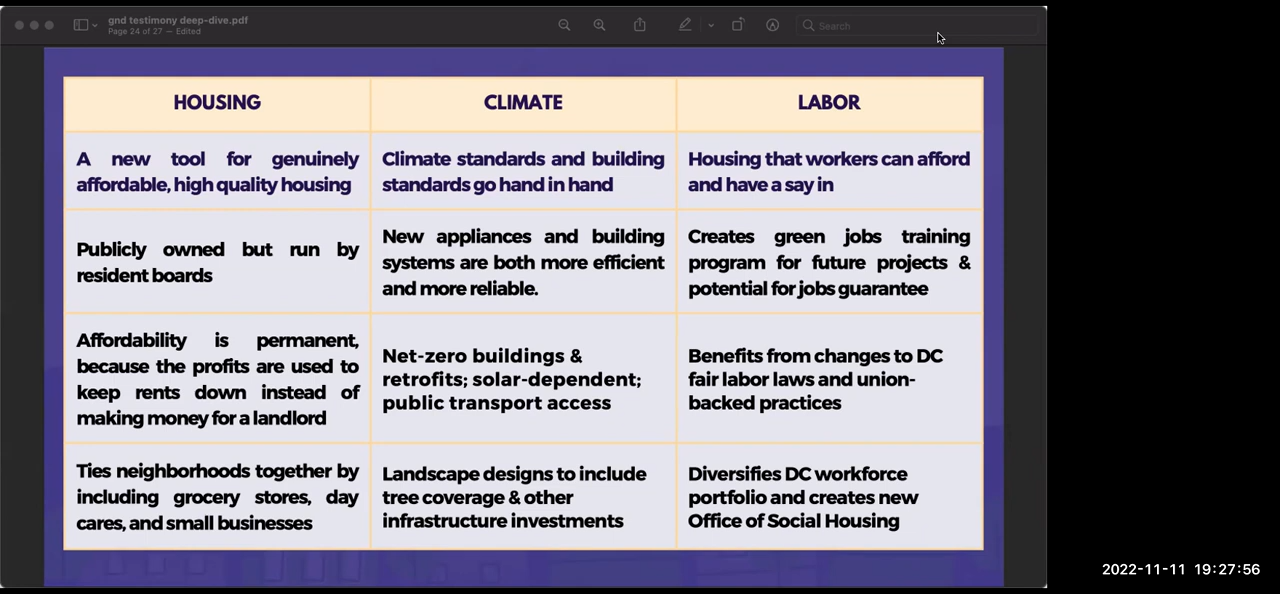 gnd testimony deep-dive.pdf
Page 24 of 27 — Edited
Search
HOUSING
CLIMATE
LABOR
A new tool for genuinely
affordable, high quality housing
Climate standards and building
standards go hand in hand
Housing that workers can afford
and have a say in
Publicly owned but run by
resident boards
New appliances and building
systems are both more efficient
and more reliable.
Creates green jobs training
program for future projects &
potential for jobs guarantee
Affordability is permanent,
because the profits are used to
keep rents down instead of
making money for a landlord
Net-zero buildings &
retrofits; solar-dependent;
public transport access
Benefits from changes to DC
fair labor laws and union-
backed practices
Ties neighborhoods together by
including grocery stores, day
cares, and small businesses
Landscape designs to include
tree coverage & other
infrastructure investments
Diversifies DC workforce
portfolio and creates new
Office of Social Housing
2022-11-11 19:27:56